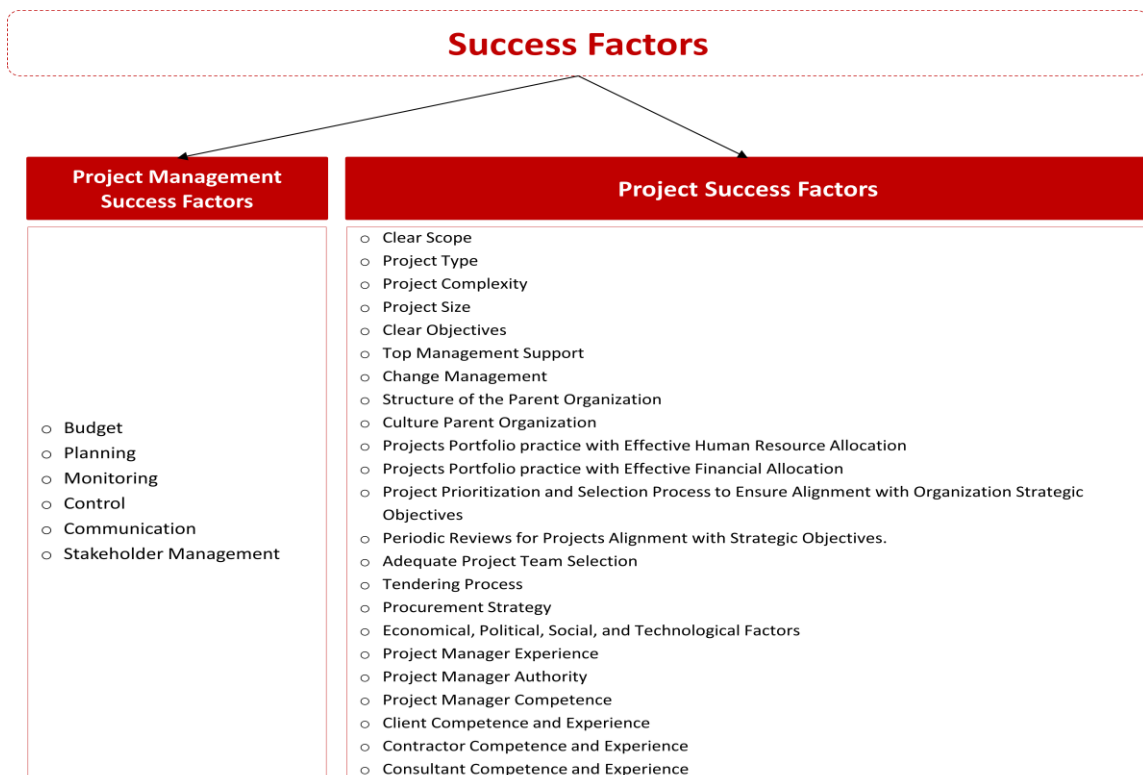 Success Factors
Project Management
Success Factors
o Budget
o Planning
o Monitoring
o Control
o Communication
o Stakeholder Management
Project Success Factors
o Clear Scope
o Project Type
o Project Complexity
o Project Size
o Clear Objectives
o Top Management Support
o Change Management
o Structure of the Parent Organization
o Culture Parent Organization
o Projects Portfolio practice with Effective Human Resource Allocation
o Projects Portfolio practice with Effective Financial Allocation
o Project Prioritization and Selection Process to Ensure Alignment with Organization Strategic
Objectives
o Periodic Reviews for Projects Alignment with Strategic Objectives.
o Adequate Project Team Selection
o Tendering Process
o Procurement Strategy
o Economical, Political, Social, and Technological Factors
o Project Manager Experience
o Project Manager Authority
o Project Manager Competence
o Client Competence and Experience
o Contractor Competence and Experience
o Consultant Competence and Experience